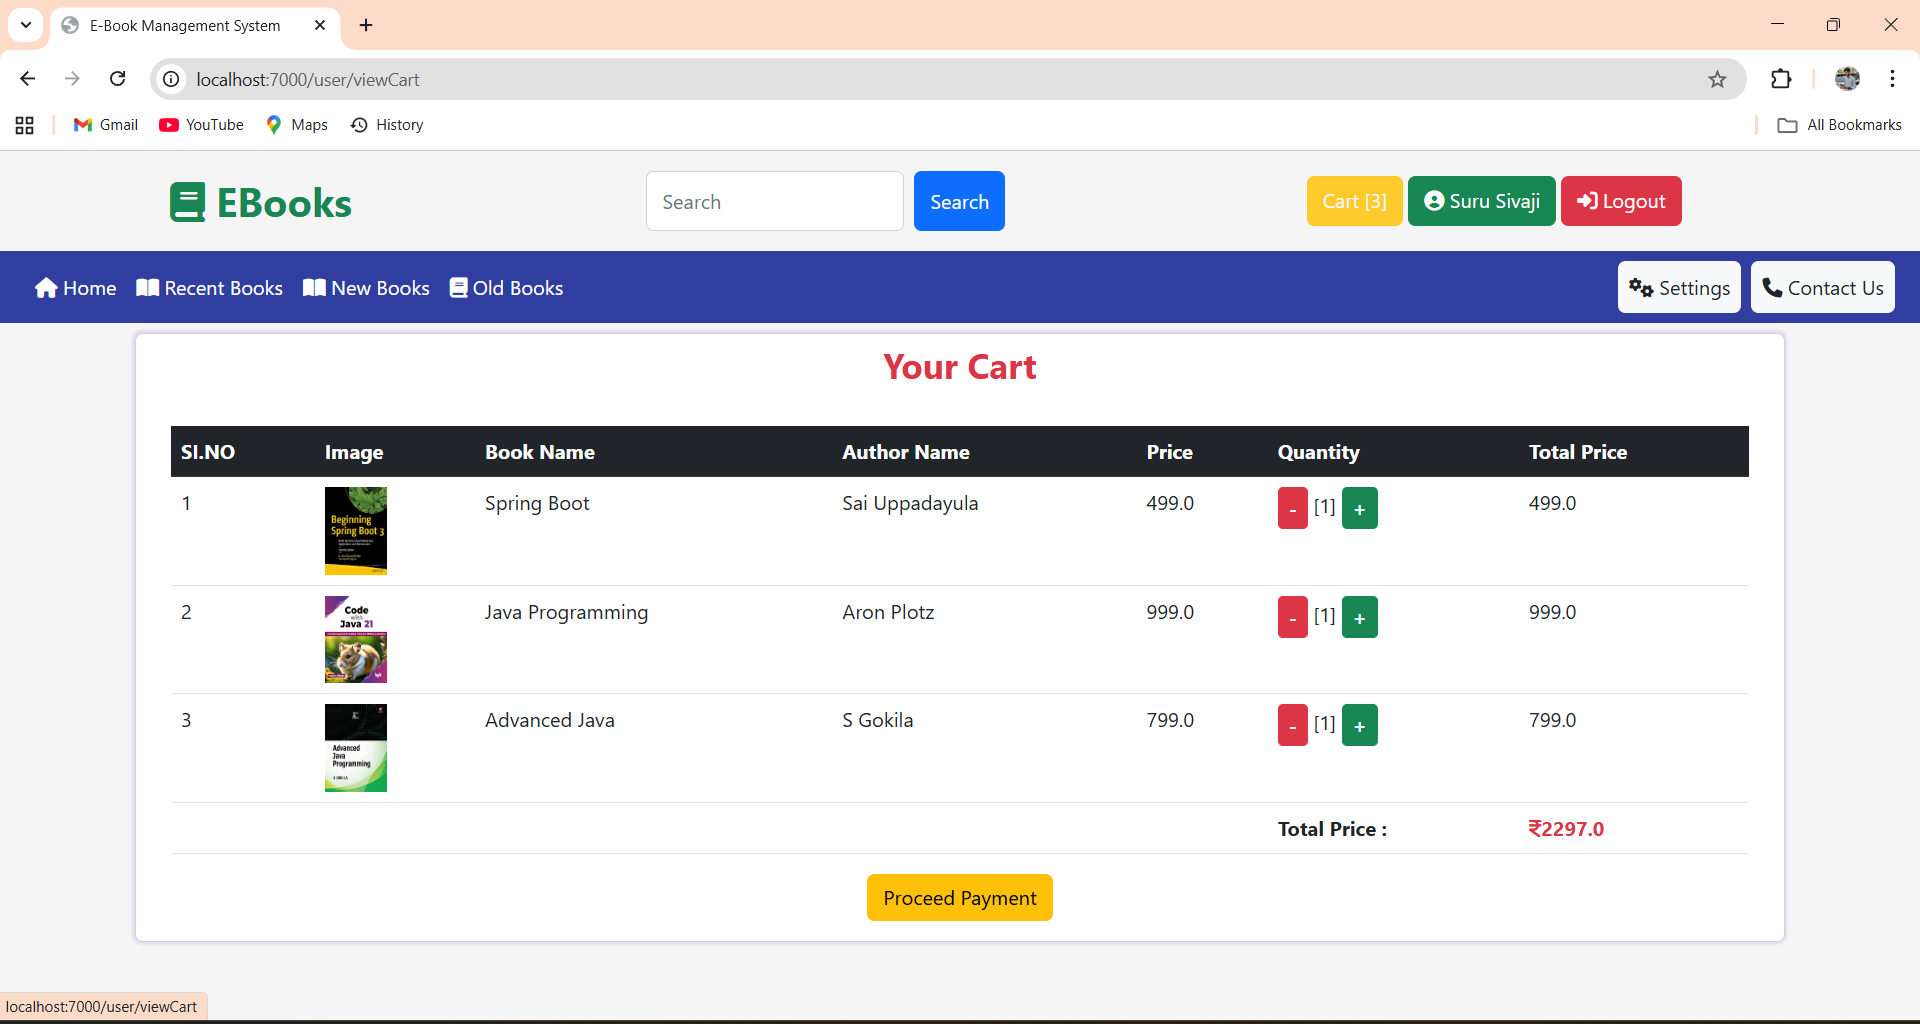 E-Book Management System
localhost:7000/user/viewCart
Gmail YouTube Maps History All Bookmarks
EBooks Search Search Cart [3] Suru Sivaji Logout
Home Recent Books New Books Old Books Settings Contact Us
Your Cart
Sl.NO Image Book Name Author Name Price Quantity Total Price
1 Spring Boot Sai Uppadayula 499.0 - [1] + 499.0
Beginning
Spring Boot 3
2 Java Programming Aron Plotz 999.0 - [1] + 999.0
Code
with
Java 21
3 Advanced Java S Gokila 799.0 - [1] + 799.0
Advanced
Java
Programming
Total Price : ₹2297.0
Proceed Payment
localhost:7000/user/viewCart